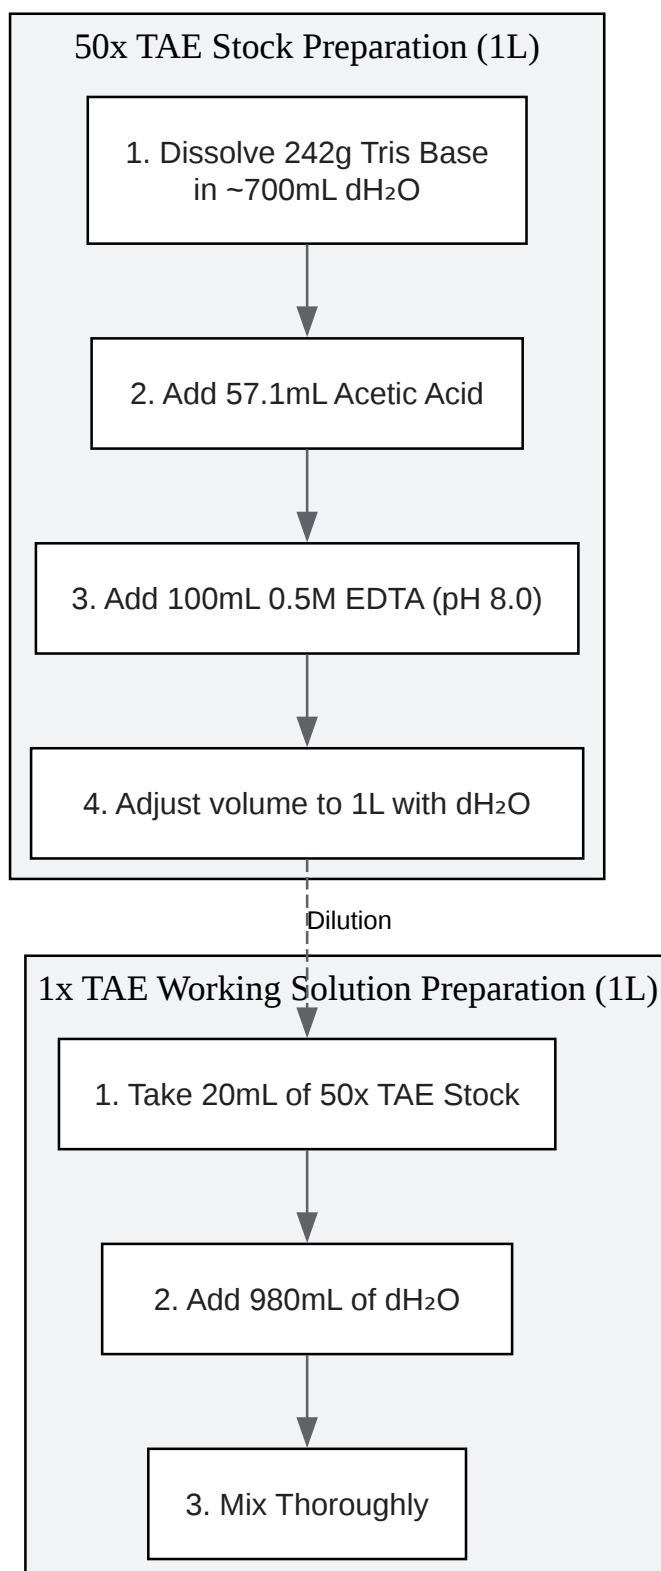 50x TAE Stock Preparation (1L)
1. Dissolve 242g Tris Base
in ~700mL dH₂O
2. Add 57.1mL Acetic Acid
3. Add 100mL 0.5M EDTA (pH 8.0)
4. Adjust volume to 1L with dH₂O
Dilution
1x TAE Working Solution Preparation (1L)
1. Take 20mL of 50x TAE Stock
2. Add 980mL of dH₂O
3. Mix Thoroughly